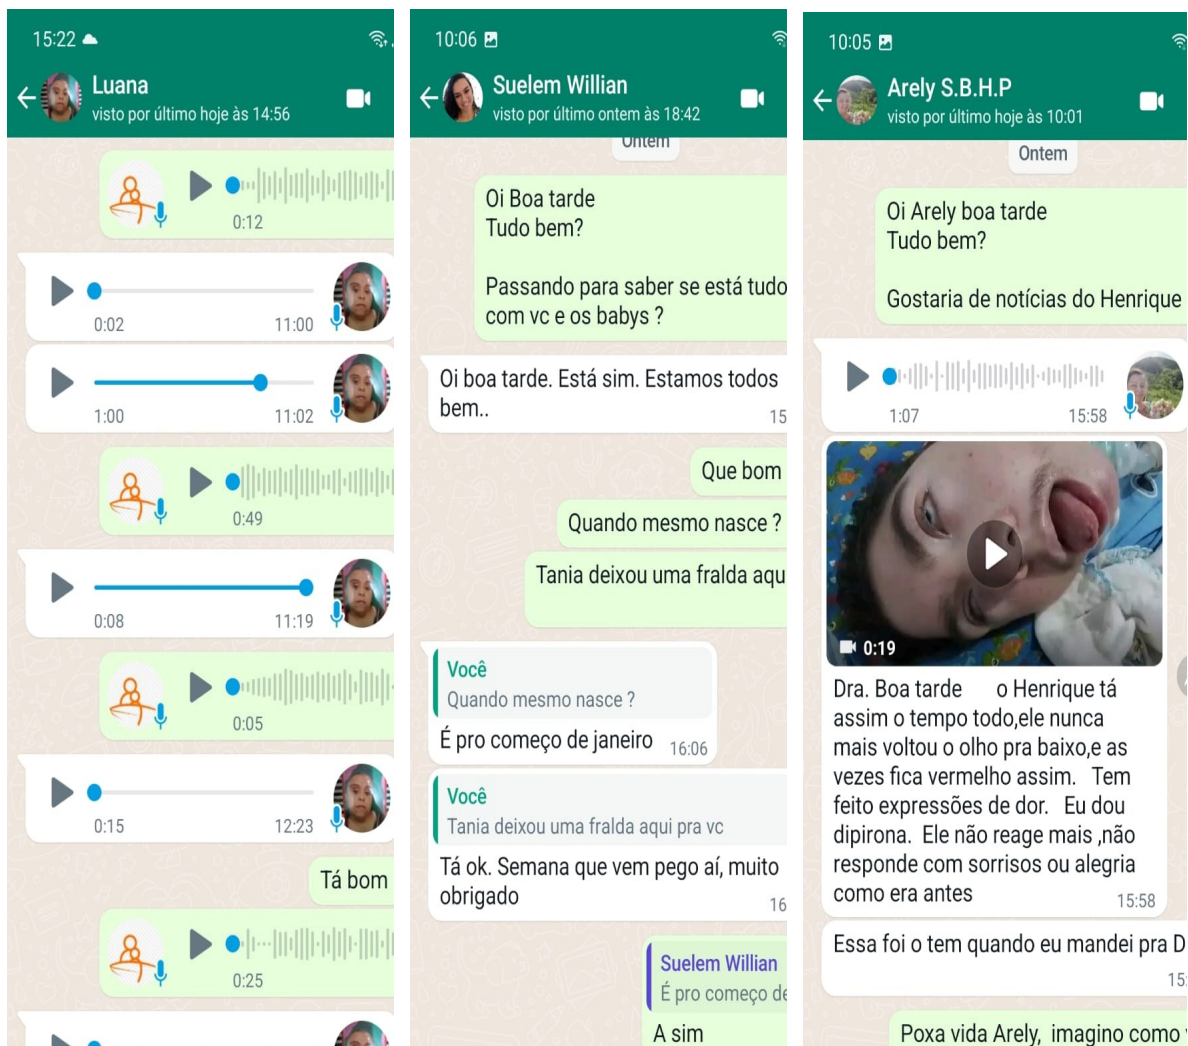 15:22
Luana
visto por último hoje às 14:56
0:12
0:02 11:00
1:00 11:02
0:49
0:08 11:19
0:05
0:15 12:23
Tá bom
0:25
10:06
Suelem Willian
visto por último ontem às 18:42
Ontem
Oi Boa tarde
Tudo bem?
Passando para saber se está tudo
com vc e os babys ?
Oi boa tarde. Está sim. Estamos todos
bem..
15
Que bom
Quando mesmo nasce ?
Tania deixou uma fralda aqu
Você
Quando mesmo nasce ?
É pro começo de janeiro 16:06
Você
Tania deixou uma fralda aqui pra vc
Tá ok. Semana que vem pego aí, muito
obrigado
16
Suelem Willian
É pro começo de
A sim
10:05
Arely S.B.H.P
visto por último hoje às 10:01
Ontem
Oi Arely boa tarde
Tudo bem?
Gostaria de notícias do Henrique
1:07 15:58
0:19
Dra. Boa tarde o Henrique tá
assim o tempo todo,ele nunca
mais voltou o olho pra baixo,e as
vezes fica vermelho assim. Tem
feito expressões de dor. Eu dou
dipirona. Ele não reage mais ,não
responde com sorrisos ou alegria
como era antes
15:58
Essa foi o tem quando eu mandei pra D
15:
Poxa vida Arely, imagino como v